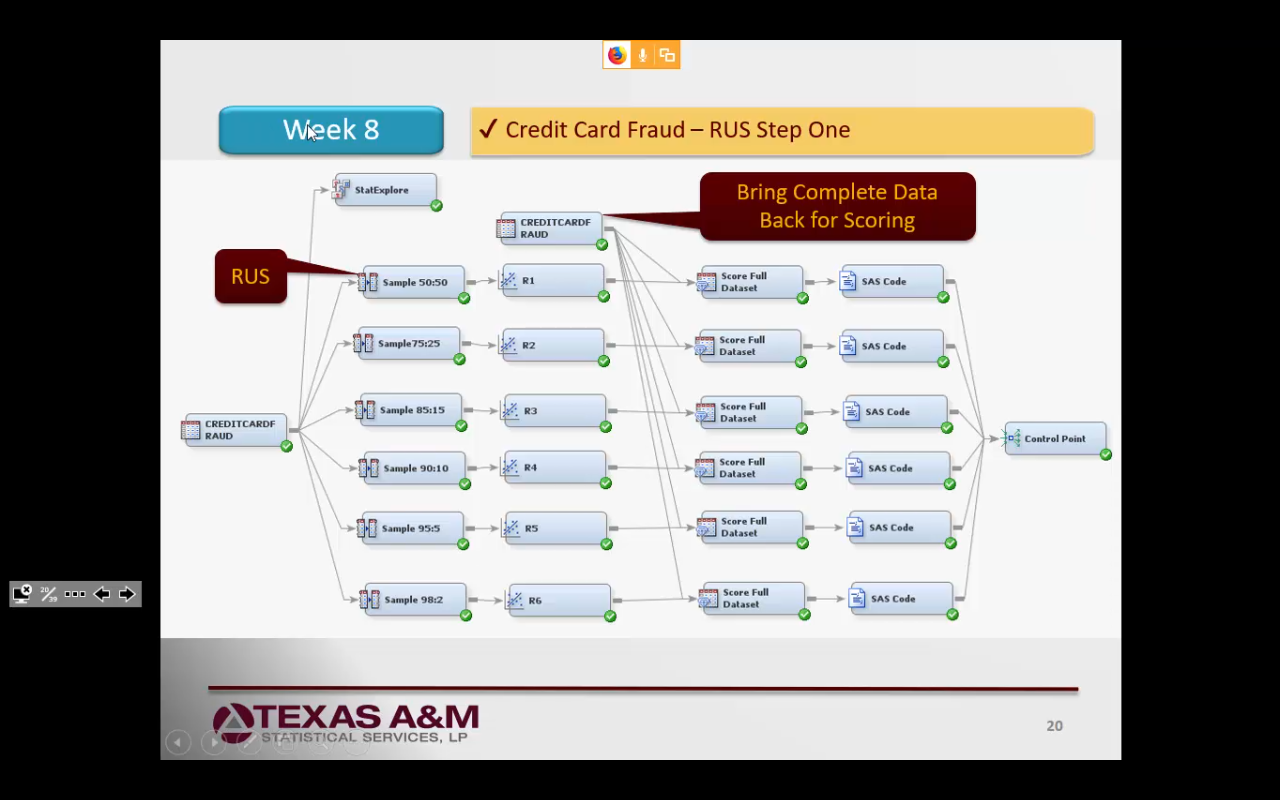 Week 8
✓ Credit Card Fraud – RUS Step One
StatExplore
Bring Complete Data
Back for Scoring
CREDITCARDF
RAUD
RUS
Sample 50:50
R1
Score Full
Dataset
SAS Code
Sample75:25
R2
Score Full
Dataset
SAS Code
Sample 85:15
R3
Score Full
Dataset
SAS Code
CREDITCARDF
RAUD
Control Point
Sample 90:10
R4
Score Full
Dataset
SAS Code
Sample 95:5
R5
Score Full
Dataset
SAS Code
Sample 98:2
R6
Score Full
Dataset
SAS Code
20/39
TEXAS A&M
STATISTICAL SERVICES, LP
20